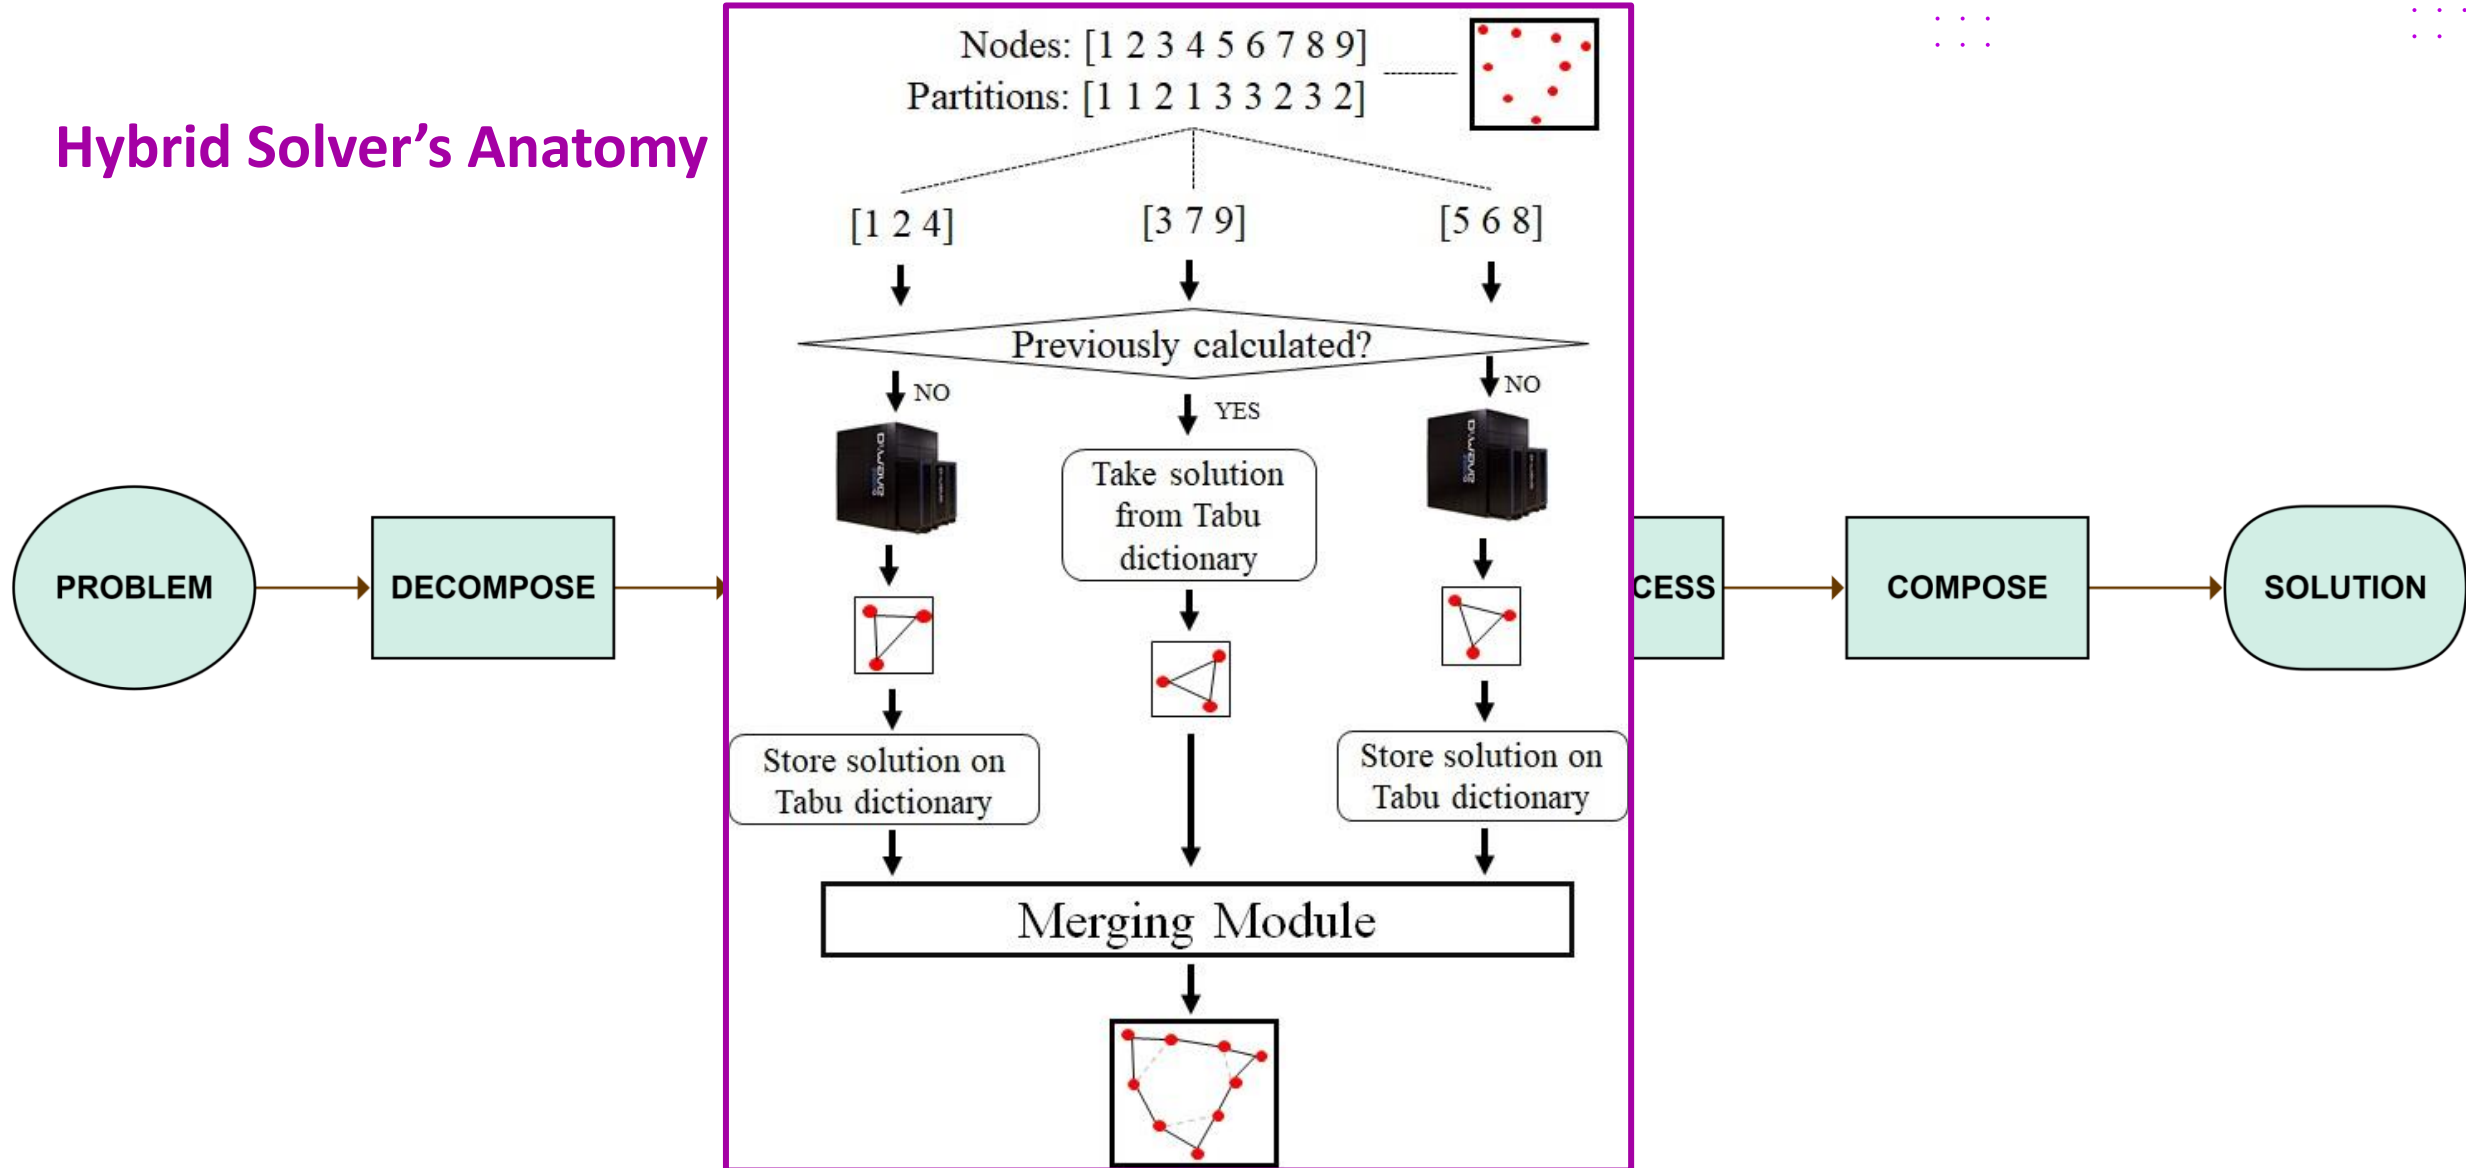 Hybrid Solver's Anatomy
Nodes: [1 2 3 4 5 6 7 8 9]
Partitions: [1 1 2 1 3 3 2 3 2]
[1 2 4]
[3 7 9]
[5 6 8]
Previously calculated?
NO
YES
NO
D:Wave
D:Wave
Take solution
from Tabu
dictionary
PROBLEM
DECOMPOSE
CESS
COMPOSE
SOLUTION
Store solution on
Tabu dictionary
Store solution on
Tabu dictionary
Merging Module